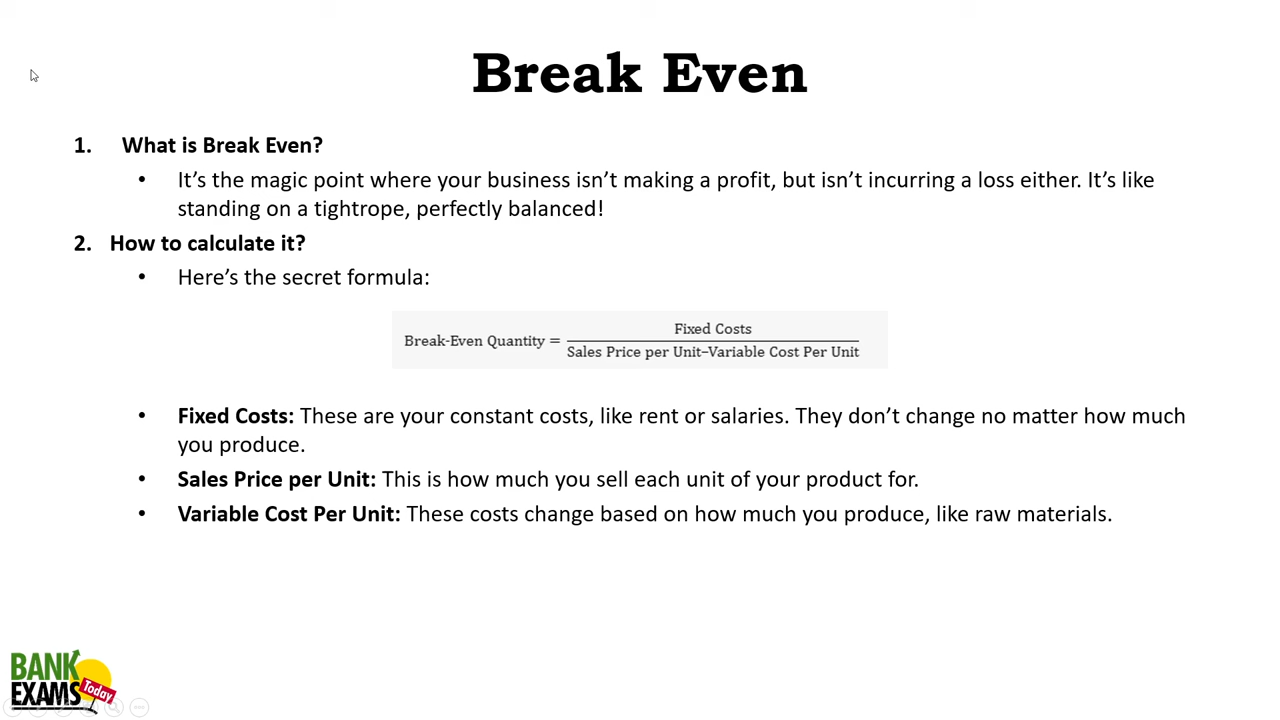 Break Even
1. What is Break Even?
• It’s the magic point where your business isn’t making a profit, but isn’t incurring a loss either. It’s like
standing on a tightrope, perfectly balanced!
2. How to calculate it?
• Here’s the secret formula:
Fixed Costs
Break-Even Quantity =
Sales Price per Unit–Variable Cost Per Unit
• Fixed Costs: These are your constant costs, like rent or salaries. They don’t change no matter how much
you produce.
• Sales Price per Unit: This is how much you sell each unit of your product for.
• Variable Cost Per Unit: These costs change based on how much you produce, like raw materials.
BANK
EXAMS
Today